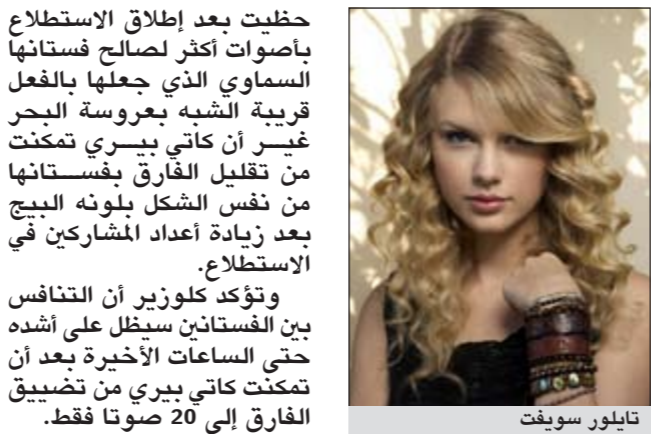 حظيت بعد إطلاق الاستطلاع
بأصوات أكثر لصالح فستانها
السماوي الذي جعلها بالفعل
قريبة الشبه بعروسة البحر
غيـــر أن كاتي بيـــري تمكنت
من تقليل الفارق بفســـتانها
من نفس الشكل بلونه البيج
بعد زيادة أعداد المشاركين في
الاستطلاع.
وتؤكد كلوزير أن التنافس
بين الفستانين سيظل على أشده
حتى الساعات الأخيرة بعد أن
تمكنت كاتي بيري من تضييق
الفارق إلى 20 صوتا فقط.
تايلور سويفت